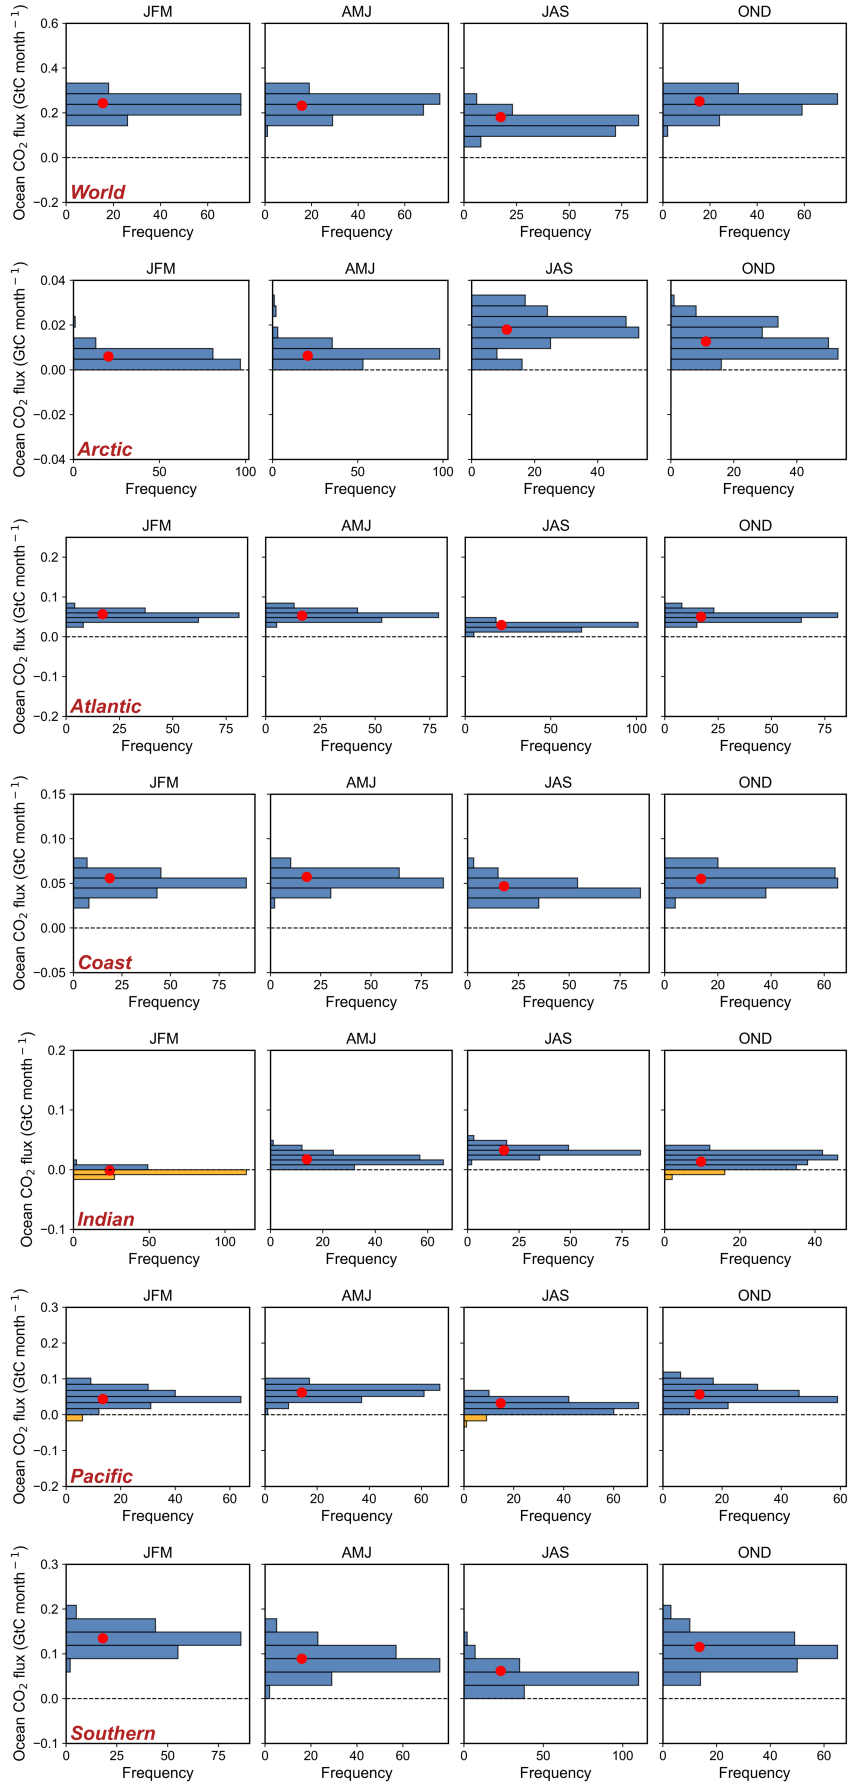 JFM AMJ JAS OND
Ocean CO₂ flux (GtC month⁻¹)
0.6
0.4
0.2
0.0
−0.2
World
0 20 40 60 0 20 40 60 0 25 50 75 0 20 40 60
Frequency Frequency Frequency Frequency
JFM AMJ JAS OND
Ocean CO₂ flux (GtC month⁻¹)
0.04
0.02
0.00
−0.02
−0.04
Arctic
0 50 100 0 50 100 0 20 40 0 20 40
Frequency Frequency Frequency Frequency
JFM AMJ JAS OND
Ocean CO₂ flux (GtC month⁻¹)
0.2
0.1
0.0
−0.1
−0.2
Atlantic
0 25 50 75 0 25 50 75 0 50 100 0 25 50 75
Frequency Frequency Frequency Frequency
JFM AMJ JAS OND
Ocean CO₂ flux (GtC month⁻¹)
0.15
0.10
0.05
0.00
−0.05
Coast
0 25 50 75 0 25 50 75 0 25 50 75 0 20 40 60
Frequency Frequency Frequency Frequency
JFM AMJ JAS OND
Ocean CO₂ flux (GtC month⁻¹)
0.2
0.1
0.0
−0.1
Indian
0 50 100 0 20 40 60 0 25 50 75 0 20 40
Frequency Frequency Frequency Frequency
JFM AMJ JAS OND
Ocean CO₂ flux (GtC month⁻¹)
0.3
0.2
0.1
0.0
−0.1
−0.2
Pacific
0 20 40 60 0 20 40 60 0 20 40 60 0 20 40 60
Frequency Frequency Frequency Frequency
JFM AMJ JAS OND
Ocean CO₂ flux (GtC month⁻¹)
0.3
0.2
0.1
0.0
−0.1
Southern
0 25 50 75 0 20 40 60 0 50 100 0 20 40 60
Frequency Frequency Frequency Frequency